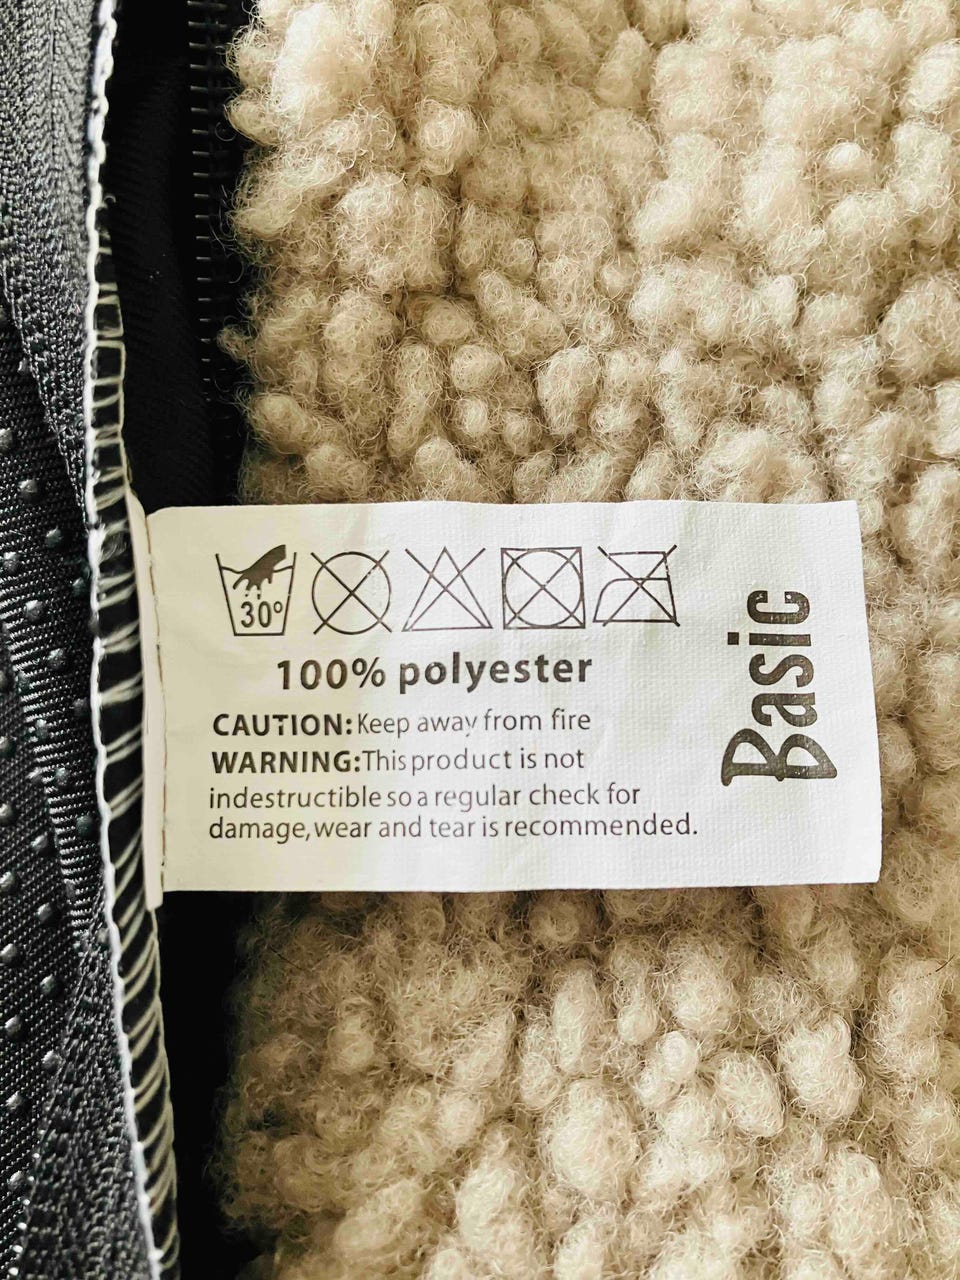 30°
100% polyester
CAUTION: Keep away from fire
WARNING: This product is not
indestructible so a regular check for
damage, wear and tear is recommended.
Basic